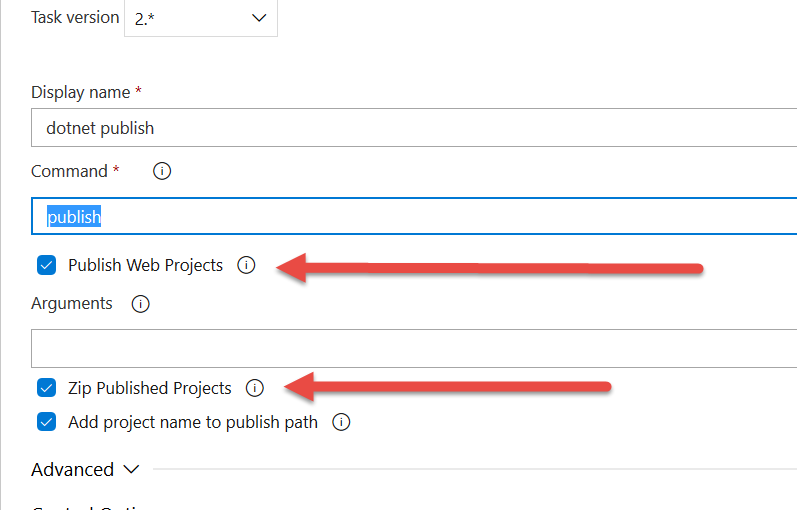 Task version 2.*
Display name *
dotnet publish
Command *
publish
Publish Web Projects
Arguments
Zip Published Projects
Add project name to publish path
Advanced